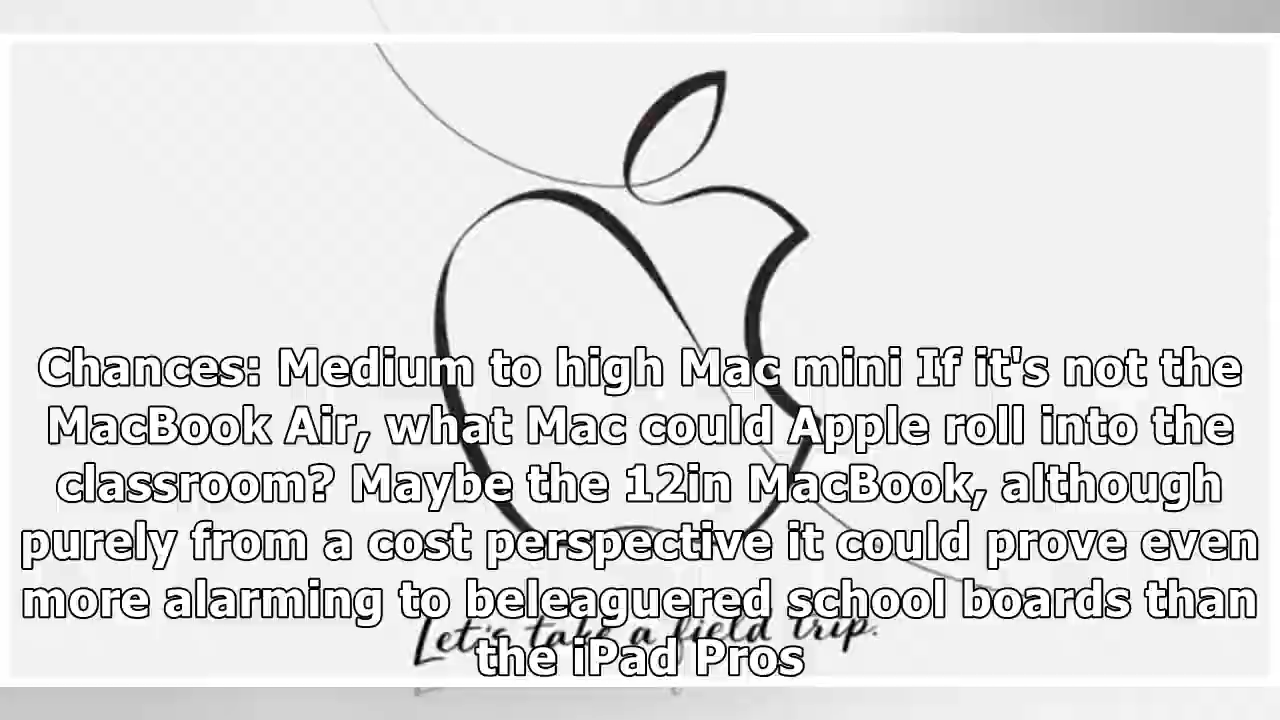 Chances: Medium to high Mac mini If it's not the
MacBook Air, what Mac could Apple roll into the
classroom? Maybe the 12in MacBook, although
purely from a cost perspective it could prove even
more alarming to beleaguered school boards than
Let's take a field trip.
the iPad Pros